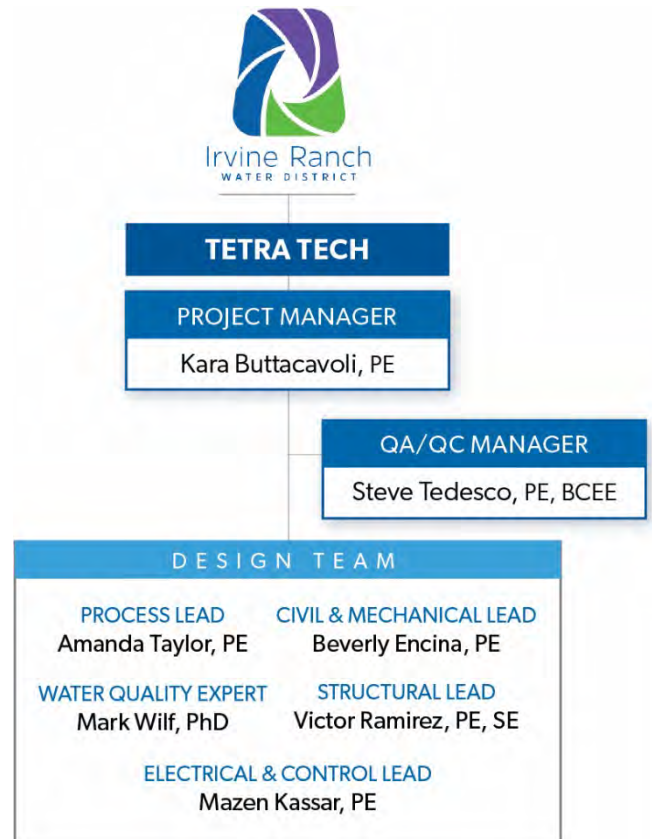 Irvine Ranch
WATER DISTRICT
TETRA TECH
PROJECT MANAGER
Kara Buttacavoli, PE
QA/QC MANAGER
Steve Tedesco, PE, BCEE
DESIGN TEAM
PROCESS LEAD
Amanda Taylor, PE
CIVIL & MECHANICAL LEAD
Beverly Encina, PE
WATER QUALITY EXPERT
Mark Wilf, PhD
STRUCTURAL LEAD
Victor Ramirez, PE, SE
ELECTRICAL & CONTROL LEAD
Mazen Kassar, PE